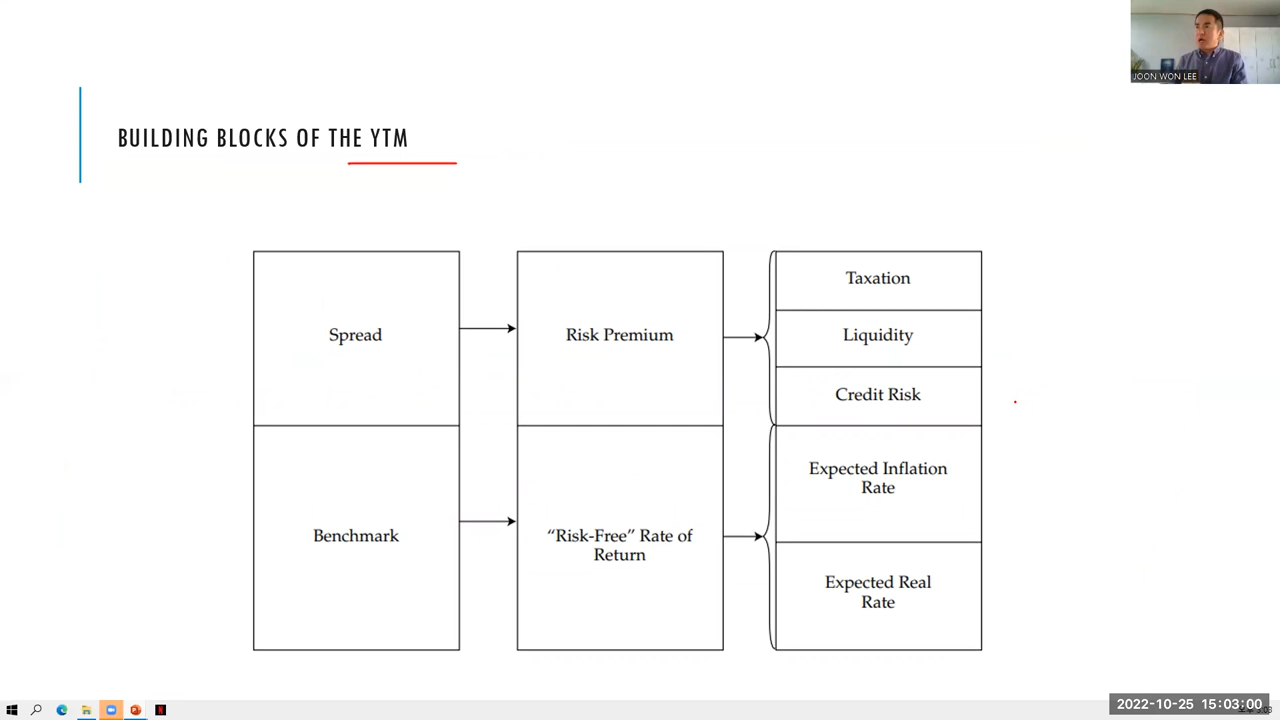 JOON WON LEE
BUILDING BLOCKS OF THE YTM
Spread
Risk Premium
Taxation
Liquidity
Credit Risk
Benchmark
“Risk-Free” Rate of
Return
Expected Inflation
Rate
Expected Real
Rate
2022-10-25 15:03:00